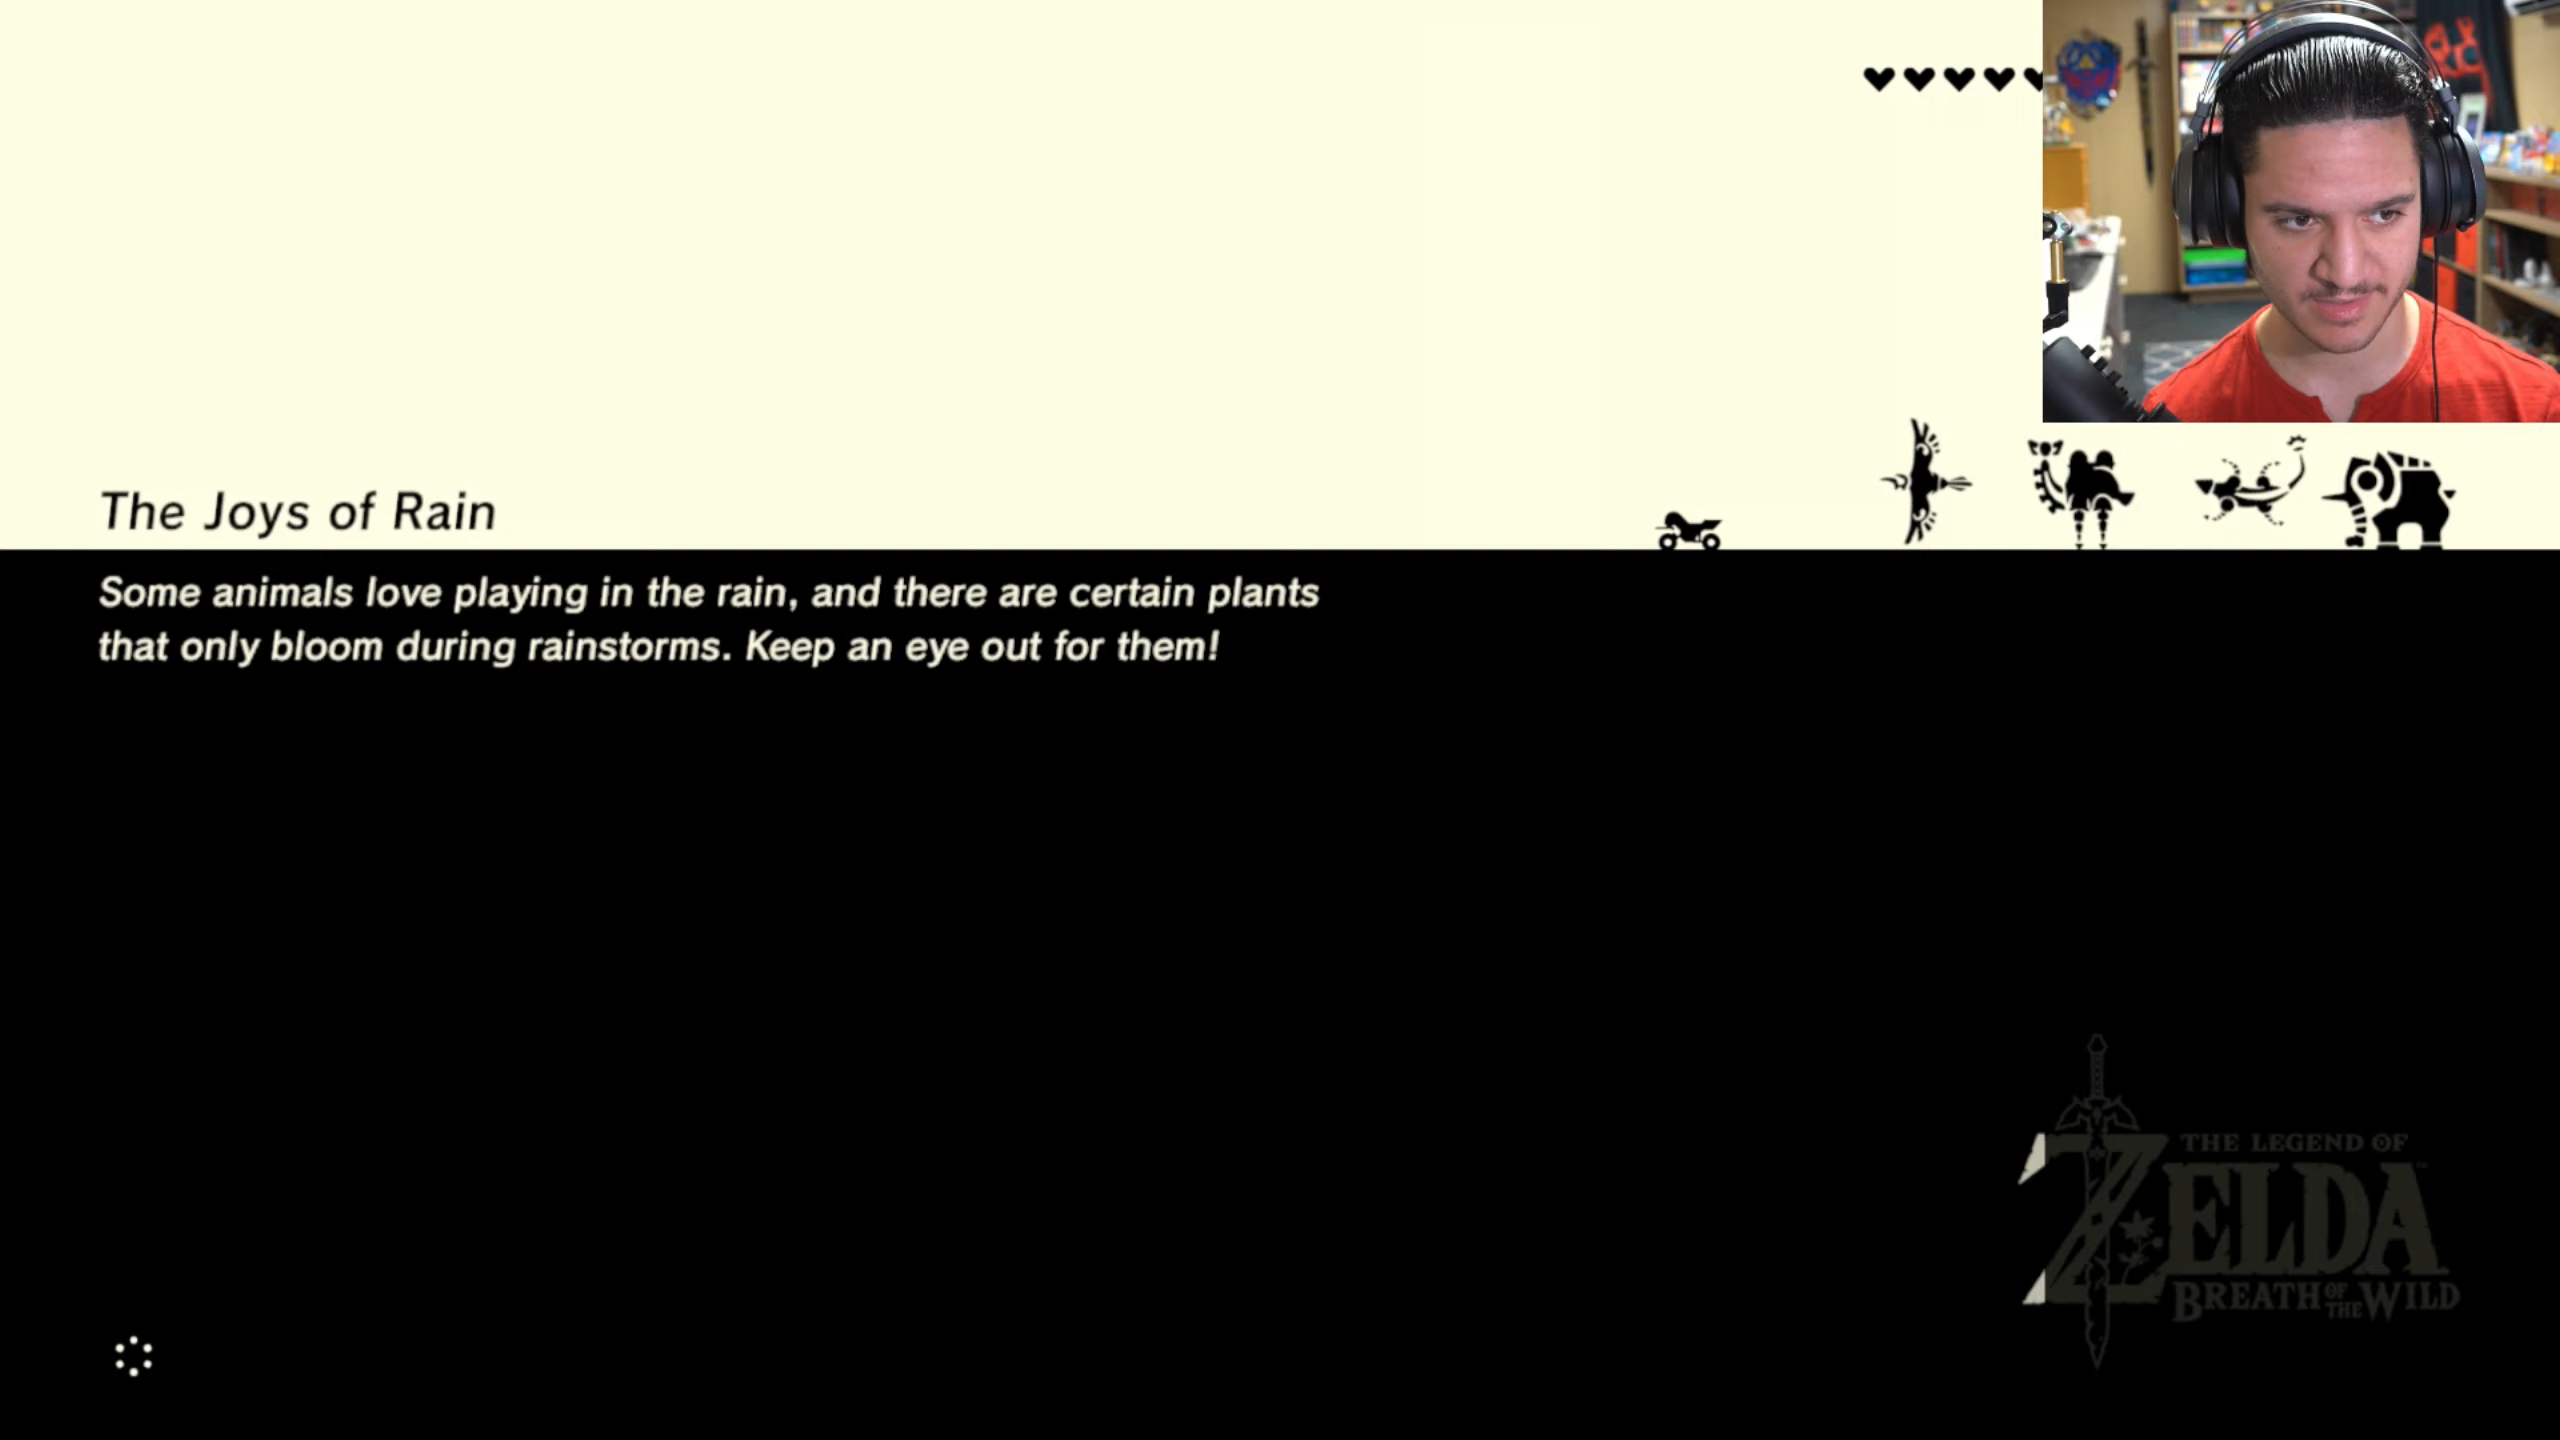 The Joys of Rain
Some animals love playing in the rain, and there are certain plants
that only bloom during rainstorms. Keep an eye out for them!
THE LEGEND OF
ZELDA
BREATH OF THE WILD